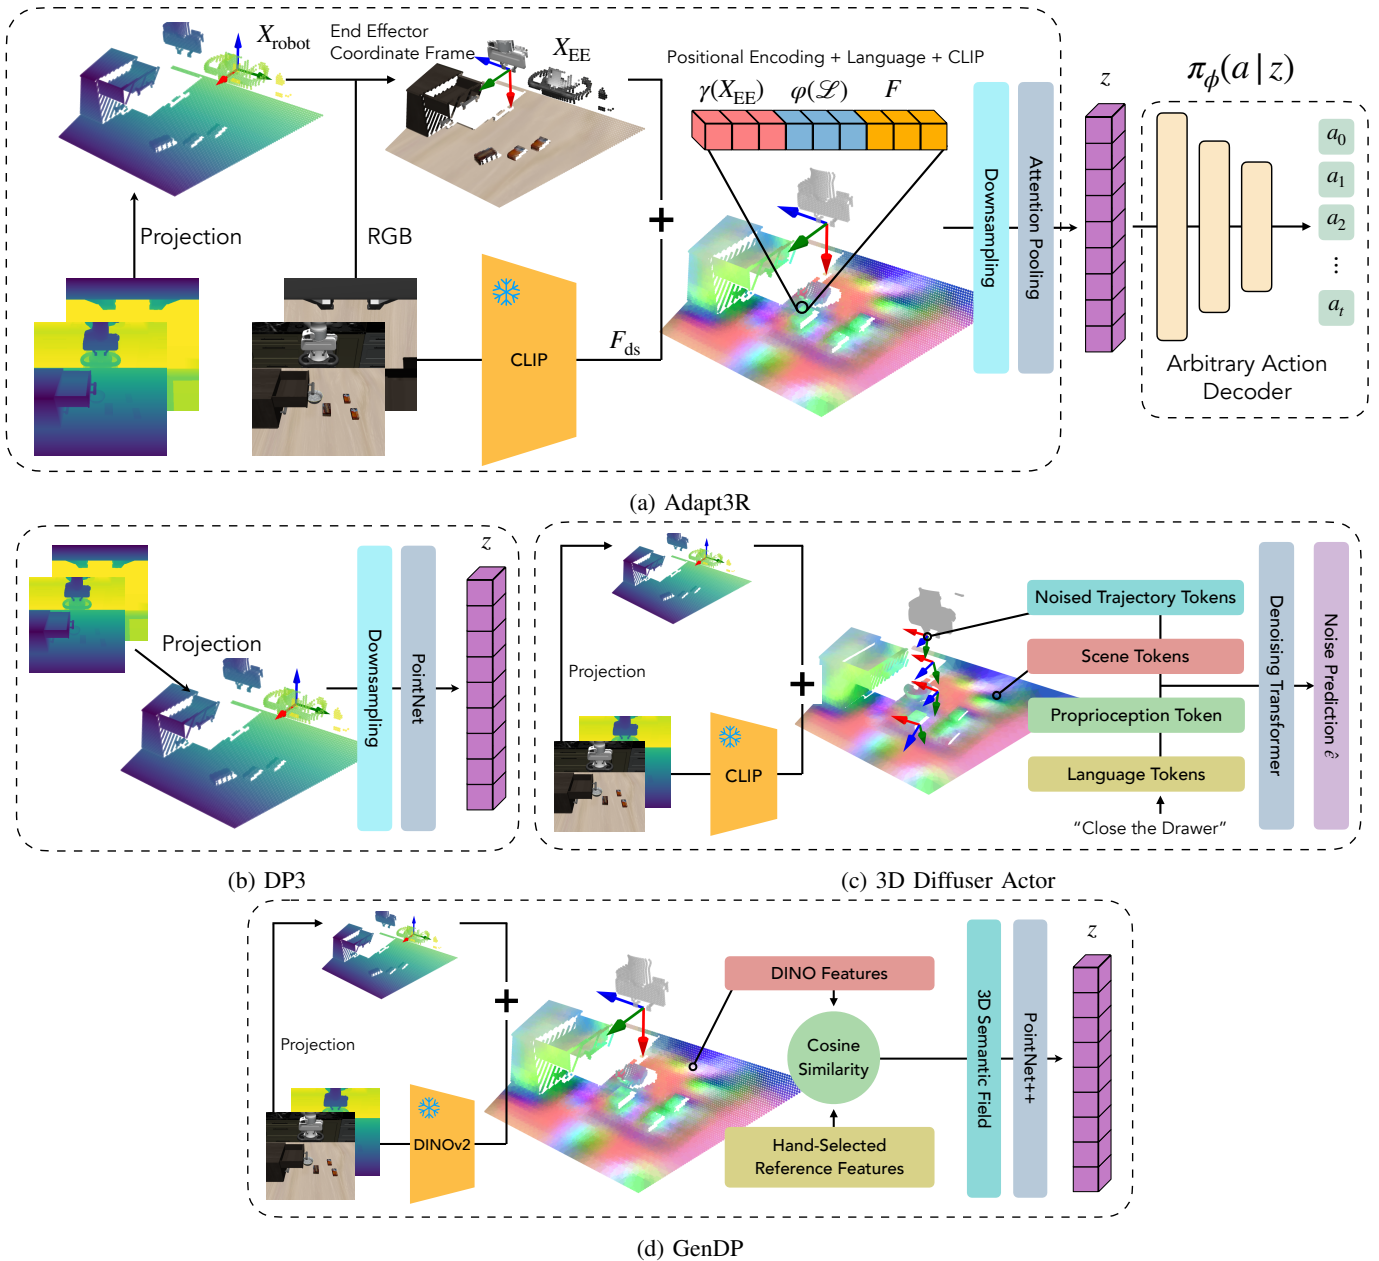 X_robot
End Effector
Coordinate Frame
X_EE
Projection
RGB
CLIP
F_ds
Positional Encoding + Language + CLIP
γ(X_EE) φ(ℒ) F
Downsampling
Attention Pooling
z
π_ϕ(a | z)
a_0
a_1
a_2
⋮
a_t
Arbitrary Action
Decoder
(a) Adapt3R
Projection
Downsampling
PointNet
z
(b) DP3
Projection
CLIP
Noised Trajectory Tokens
Scene Tokens
Proprioception Token
Language Tokens
“Close the Drawer”
Denoising Transformer
Noise Prediction ε̂
(c) 3D Diffuser Actor
Projection
DINOv2
DINO Features
Cosine
Similarity
Hand-Selected
Reference Features
3D Semantic Field
PointNet++
z
(d) GenDP